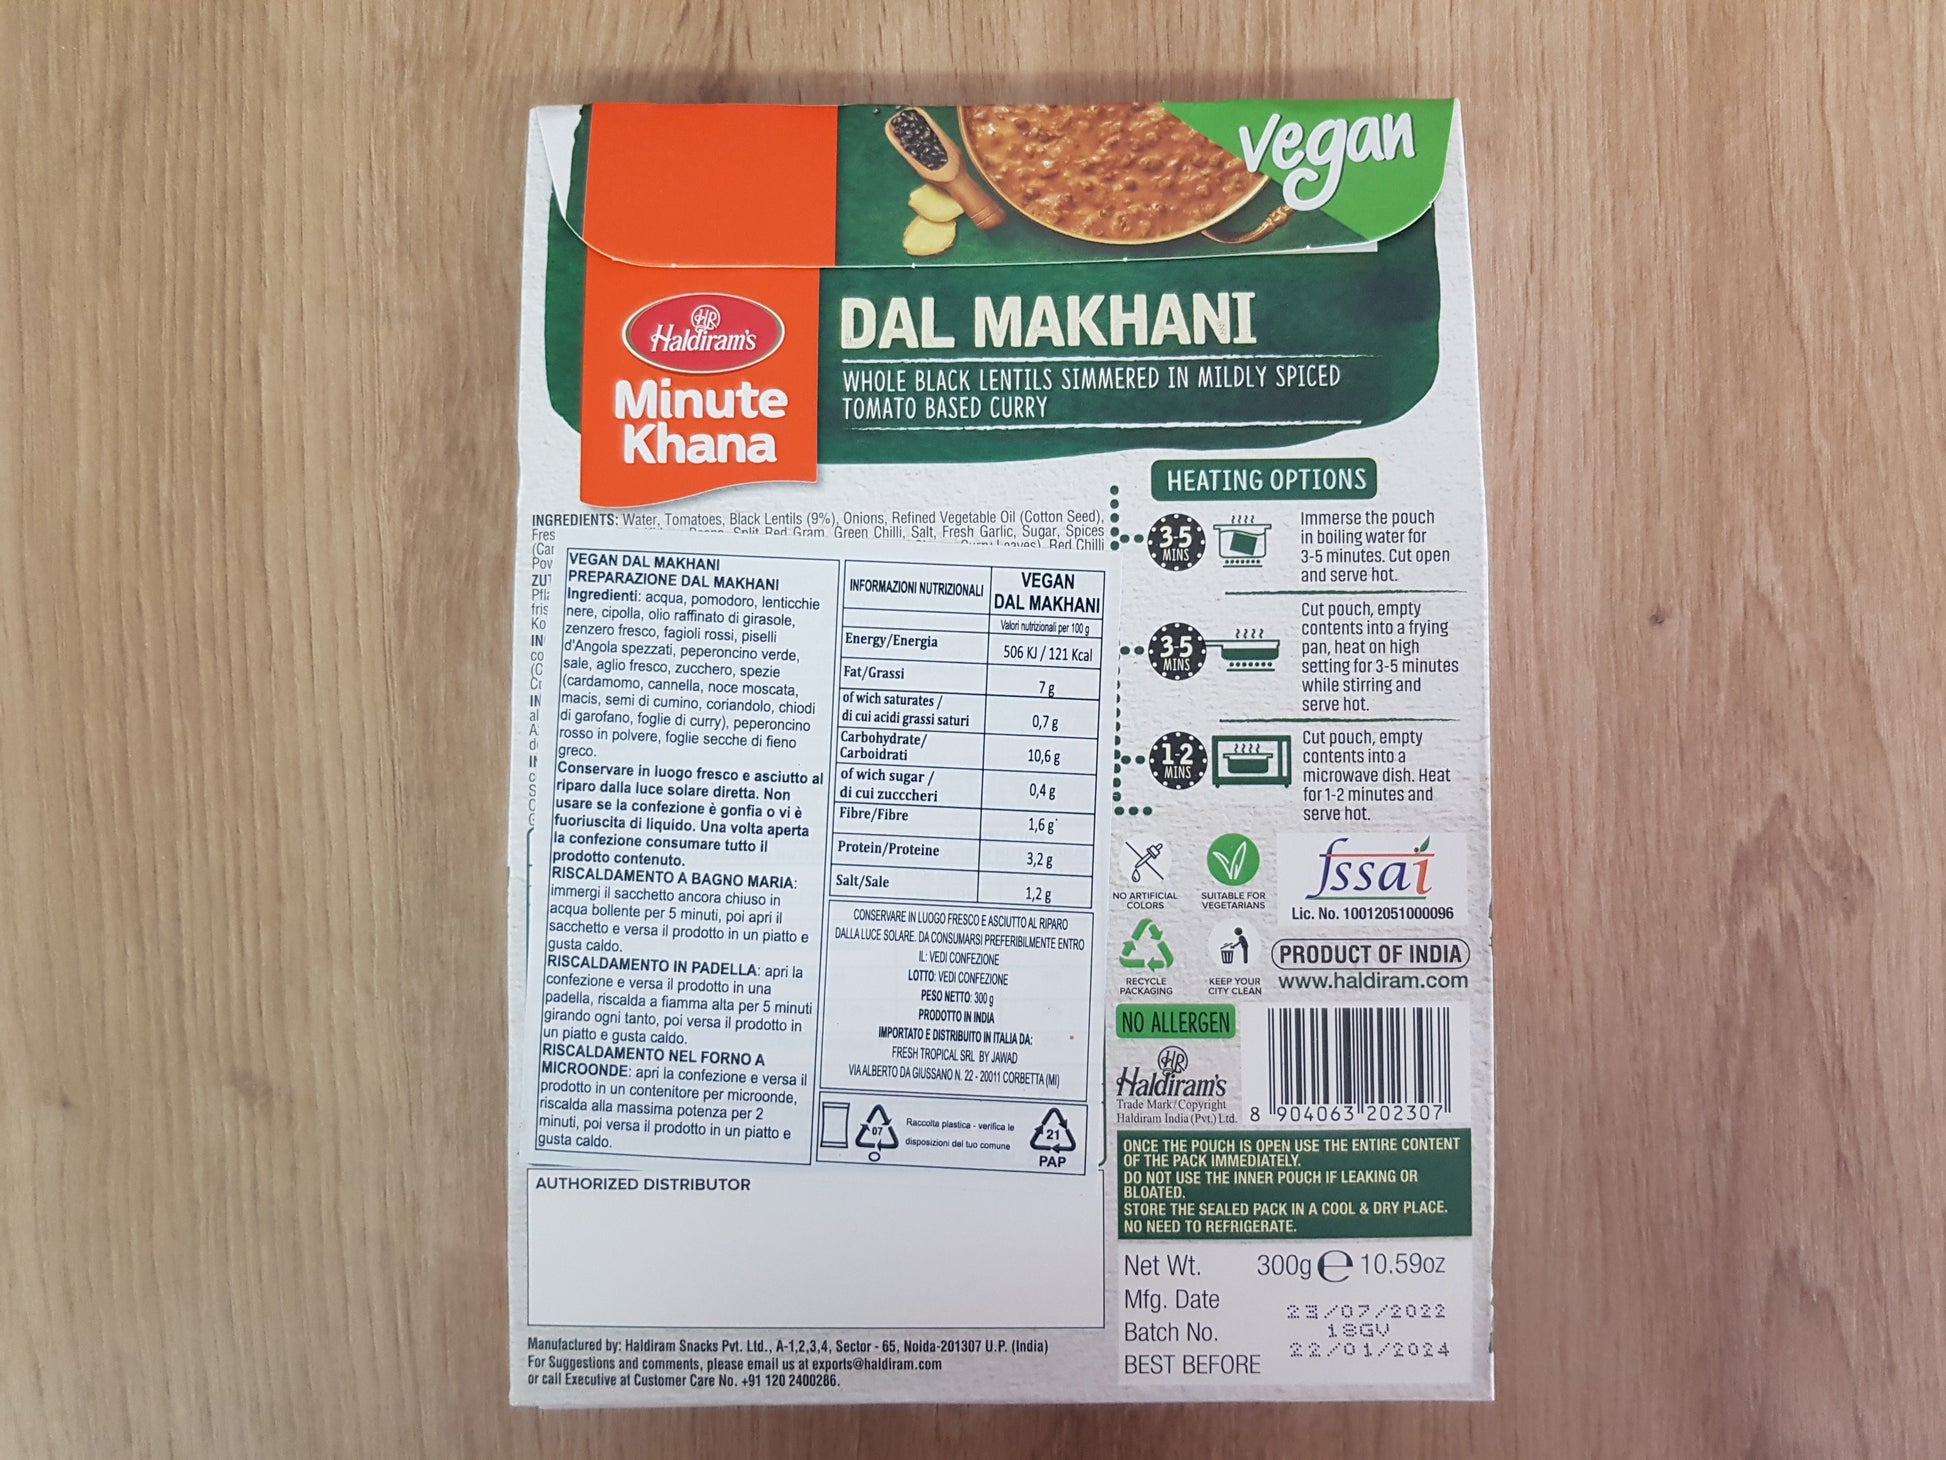 vegan
HR
Haldiram's
Minute
Khana
DAL MAKHANI
WHOLE BLACK LENTILS SIMMERED IN MILDLY SPICED
TOMATO BASED CURRY
INGREDIENTS: Water, Tomatoes, Black Lentils (9%), Onions, Refined Vegetable Oil (Cotton Seed),
Fres Split Red Gram, Green Chilli, Salt, Fresh Garlic, Sugar, Spices
(Car Red Chilli
Pov
ZU
fris
Ko
IN
VEGAN DAL MAKHANI
PREPARAZIONE DAL MAKHANI
Ingredienti: acqua, pomodoro, lenticchie
nere, cipolla, olio raffinato di girasole,
zenzero fresco, fagioli rossi, piselli
d'Angola spezzati, peperoncino verde,
sale, aglio fresco, zucchero, spezie
(cardamomo, cannella, noce moscata,
macis, semi di cumino, coriandolo, chiodi
di garofano, foglie di curry), peperoncino
rosso in polvere, foglie secche di fieno
greco.
Conservare in luogo fresco e asciutto al
riparo dalla luce solare diretta. Non
usare se la confezione è gonfia o vi è
fuoriuscita di liquido. Una volta aperta
la confezione consumare tutto il
prodotto contenuto.
RISCALDAMENTO A BAGNO MARIA:
immergi il sacchetto ancora chiuso in
acqua bollente per 5 minuti, poi apri il
sacchetto e versa il prodotto in un piatto e
gusta caldo.
RISCALDAMENTO IN PADELLA: apri la
confezione e versa il prodotto in una
padella, riscalda a fiamma alta per 5 minuti
girando ogni tanto, poi versa il prodotto in
un piatto e gusta caldo.
RISCALDAMENTO NEL FORNO A
MICROONDE: apri la confezione e versa il
prodotto in un contenitore per microonde,
riscalda alla massima potenza per 2
minuti, poi versa il prodotto in un piatto e
gusta caldo.
INFORMAZIONI NUTRIZIONALI
VEGAN
DAL MAKHANI
Valori nutrizionali per 100 g
Energy/Energia 506 KJ / 121 Kcal
Fat/Grassi 7 g
of wich saturates /
di cui acidi grassi saturi 0,7 g
Carbohydrate/
Carboidrati 10,6 g
of wich sugar /
di cui zucccheri 0,4 g
Fibre/Fibre 1,6 g
Protein/Proteine 3,2 g
Salt/Sale 1,2 g
CONSERVARE IN LUOGO FRESCO E ASCIUTTO AL RIPARO
DALLA LUCE SOLARE. DA CONSUMARSI PREFERIBILMENTE ENTRO
IL: VEDI CONFEZIONE
LOTTO: VEDI CONFEZIONE
PESO NETTO: 300 g
PRODOTTO IN INDIA
IMPORTATO E DISTRIBUITO IN ITALIA DA:
FRESH TROPICAL SRL BY JAWAD
VIA ALBERTO DA GIUSSANO N. 22 - 20011 CORBETTA (MI)
07
Raccolta plastica - verifica le
disposizioni del tuo comune
21
PAP
AUTHORIZED DISTRIBUTOR
Manufactured by: Haldiram Snacks Pvt. Ltd., A-1,2,3,4, Sector - 65, Noida-201307 U.P. (India)
For Suggestions and comments, please email us at exports@haldiram.com
or call Executive at Customer Care No. +91 120 2400286.
HEATING OPTIONS
3-5
MINS
Immerse the pouch
in boiling water for
3-5 minutes. Cut open
and serve hot.
3-5
MINS
Cut pouch, empty
contents into a frying
pan, heat on high
setting for 3-5 minutes
while stirring and
serve hot.
1-2
MINS
Cut pouch, empty
contents into a
microwave dish. Heat
for 1-2 minutes and
serve hot.
NO ARTIFICIAL
COLORS
SUITABLE FOR
VEGETARIANS
fssai
Lic. No. 10012051000096
RECYCLE
PACKAGING
KEEP YOUR
CITY CLEAN
PRODUCT OF INDIA
www.haldiram.com
NO ALLERGEN
HR
Haldiram's
Trade Mark/Copyright
Haldiram India (Pvt.) Ltd.
8 904063 202307
ONCE THE POUCH IS OPEN USE THE ENTIRE CONTENT
OF THE PACK IMMEDIATELY.
DO NOT USE THE INNER POUCH IF LEAKING OR
BLOATED.
STORE THE SEALED PACK IN A COOL & DRY PLACE.
NO NEED TO REFRIGERATE.
Net Wt. 300g e 10.59oz
Mfg. Date 23/07/2022
Batch No. 18GV
BEST BEFORE 22/01/2024